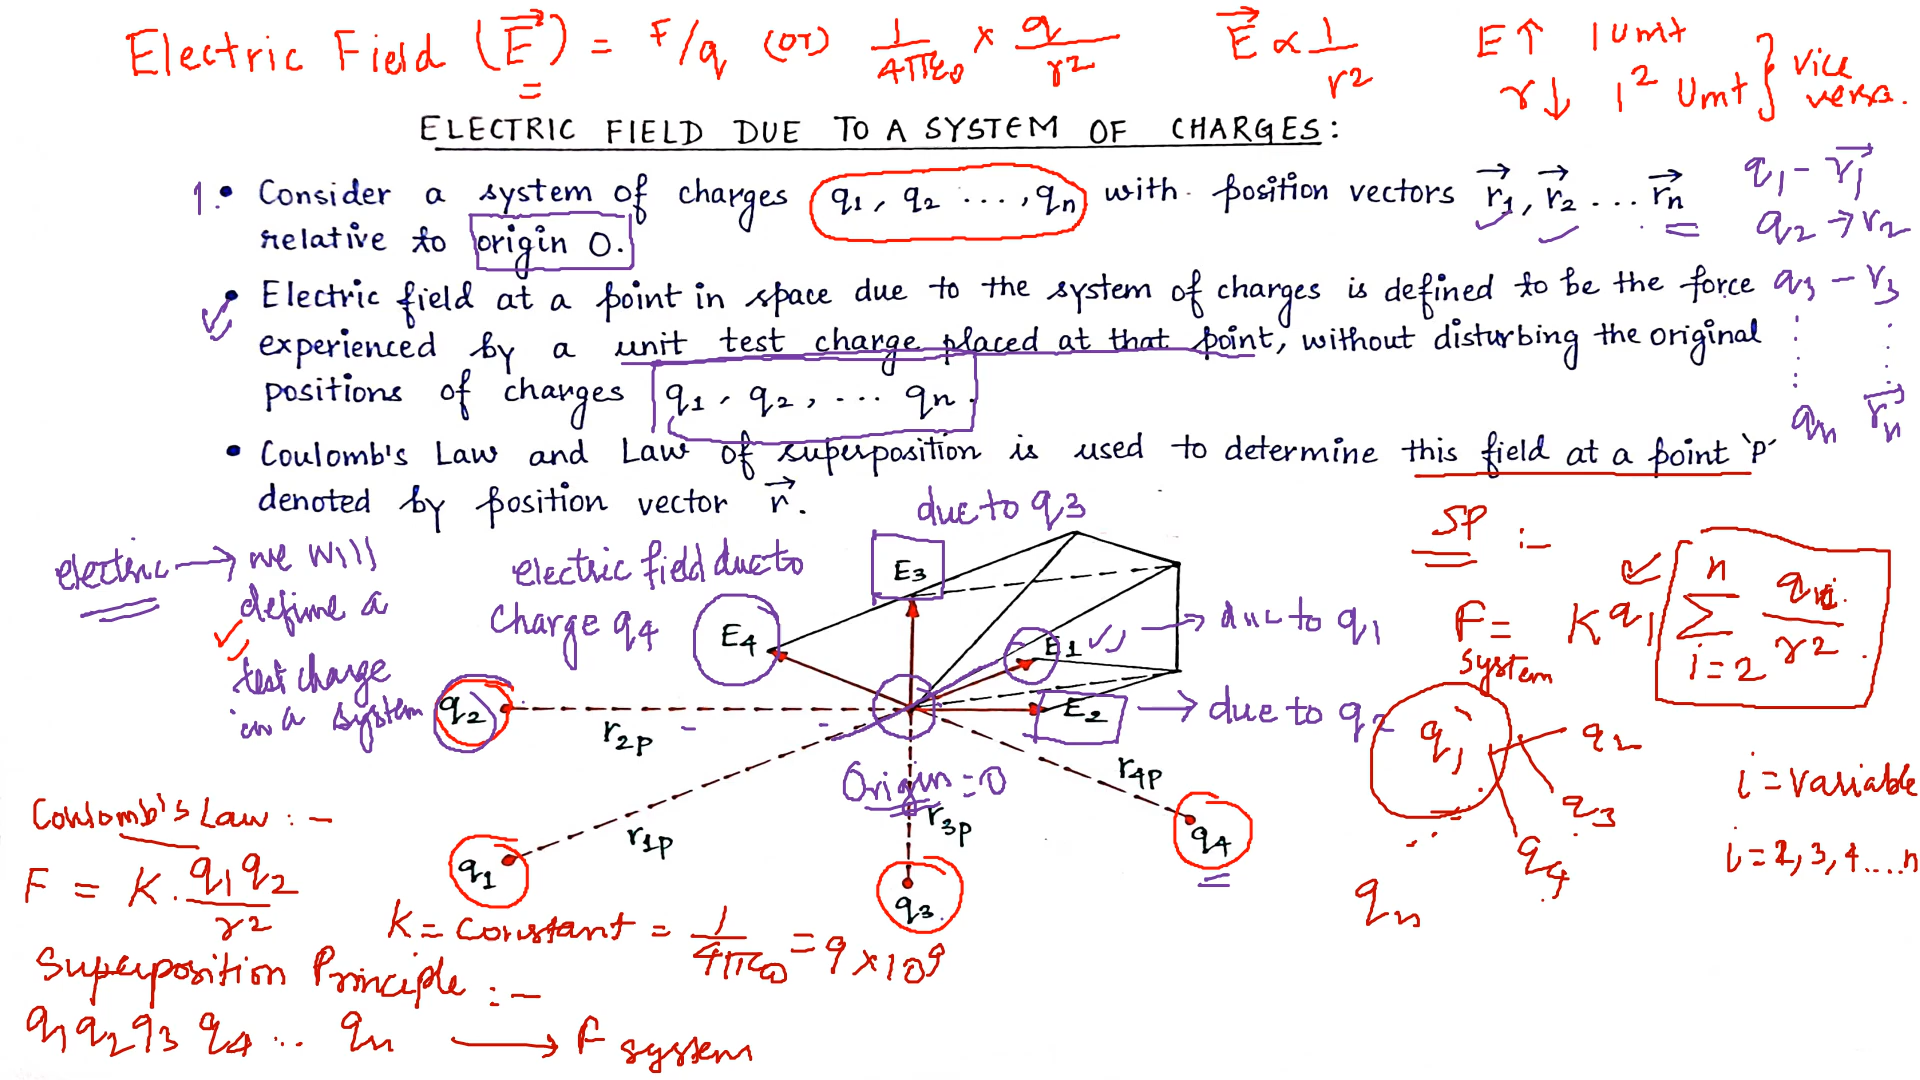 Electric Field (E⃗) = F/q (or) 1/4πε0 × q/r2 E⃗ ∝ 1/r2 E↑ 1 Unit
r↓ 1² Unit } vice versa.
ELECTRIC FIELD DUE TO A SYSTEM OF CHARGES:
1. • Consider a system of charges q1, q2 ..., qn with position vectors r⃗1, r⃗2 ... r⃗n
relative to origin O.
q1 - r⃗1
q2 → r2
q3 - r3
qn r⃗n
• Electric field at a point in space due to the system of charges is defined to be the force
experienced by a unit test charge placed at that point, without disturbing the original
positions of charges q1, q2, ... qn.
• Coulomb's Law and Law of superposition is used to determine this field at a point 'P'
denoted by position vector r⃗.
electric → we will
define a
test charge
in a system
electric field due to
charge q4
due to q3
E3
E4
E1 → due to q1
E2 → due to q2
q2
r2p
Origin = 0
r1p
r3p
r4p
q1
q3
q4
SP :-
F system = K q1 n Σ i=2 qi/r2
q1
q2
q3
q4
qn
i = variable
i = 2, 3, 4....n
Coulomb's Law : -
F = K. q1q2/r2
K = Constant = 1/4πε0 = 9 × 10⁹
Superposition Principle : -
q1 q2 q3 q4 ... qn → F system